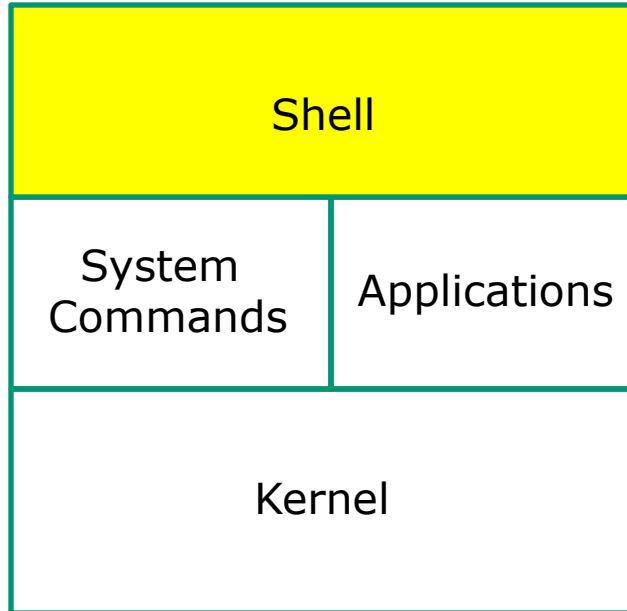 Shell
System
Commands
Applications
Kernel